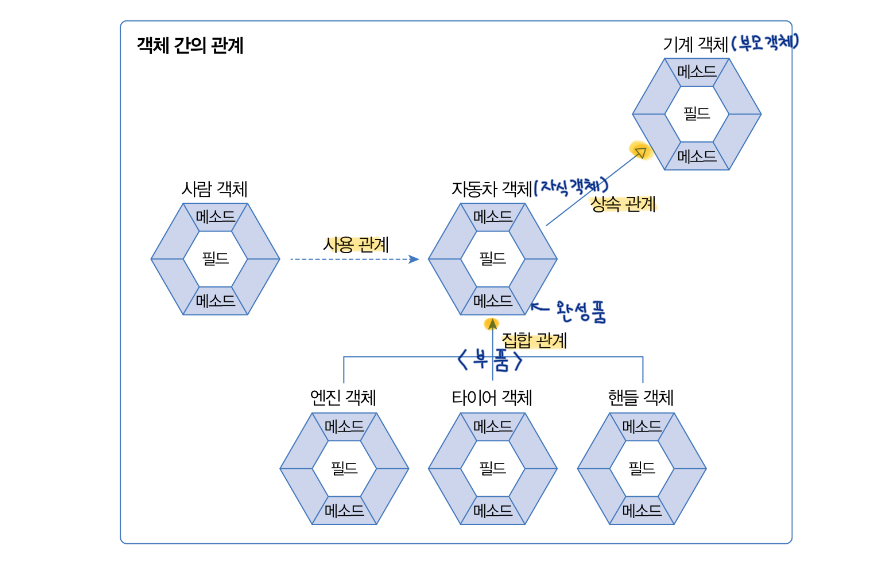 객체 간의 관계
기계 객체 (부모객체)
메소드
필드
메소드
사람 객체
메소드
필드
메소드
사용 관계
자동차 객체 (자식객체)
메소드
필드
메소드
상속 관계
← 완성품
집합 관계
<부품>
엔진 객체
메소드
필드
메소드
타이어 객체
메소드
필드
메소드
핸들 객체
메소드
필드
메소드